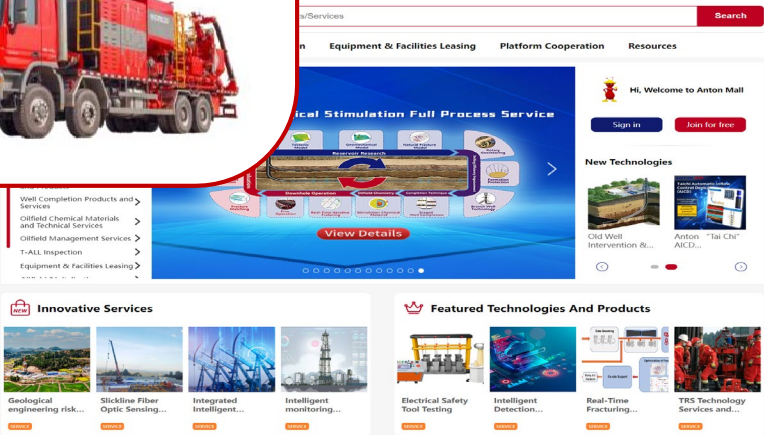 ts/Services
Search
n
Equipment & Facilities Leasing
Platform Cooperation
Resources
ical Stimulation Full Process Service
Reservoir Research
Downhole Operation
View Details
Hi, Welcome to Anton Mall
Sign in
Join for free
New Technologies
Old Well
Intervention &...
Anton "Tai Chi"
AICD...
Well Completion Products and
Services
Oilfield Chemical Materials
and Technical Services
Oilfield Management Services
T-ALL Inspection
Equipment & Facilities Leasing
NEW
Innovative Services
Geological
engineering risk...
SERVICE
Slickline Fiber
Optic Sensing...
SERVICE
Integrated
Intelligent...
SERVICE
Intelligent
monitoring...
SERVICE
Featured Technologies And Products
Electrical Safety
Tool Testing
SERVICE
Intelligent
Detection...
SERVICE
Real-Time
Fracturing...
SERVICE
TRS Technology
Services and...
SERVICE